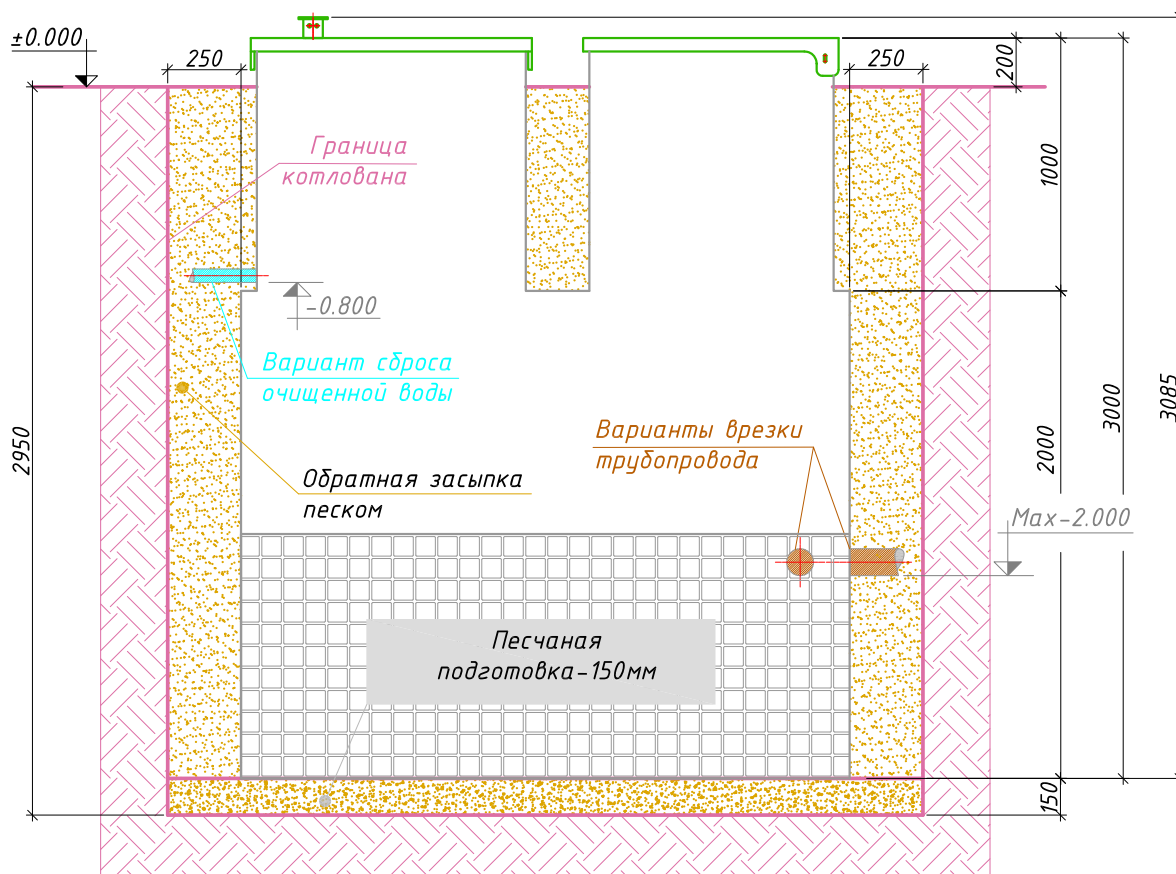 ±0.000
250
250
200
Граница
котлована
1000
-0.800
Вариант сброса
очищенной воды
3085
3000
2950
Варианты врезки
трубопровода
2000
Обратная засыпка
песком
Max-2.000
Песчаная
подготовка-150мм
150